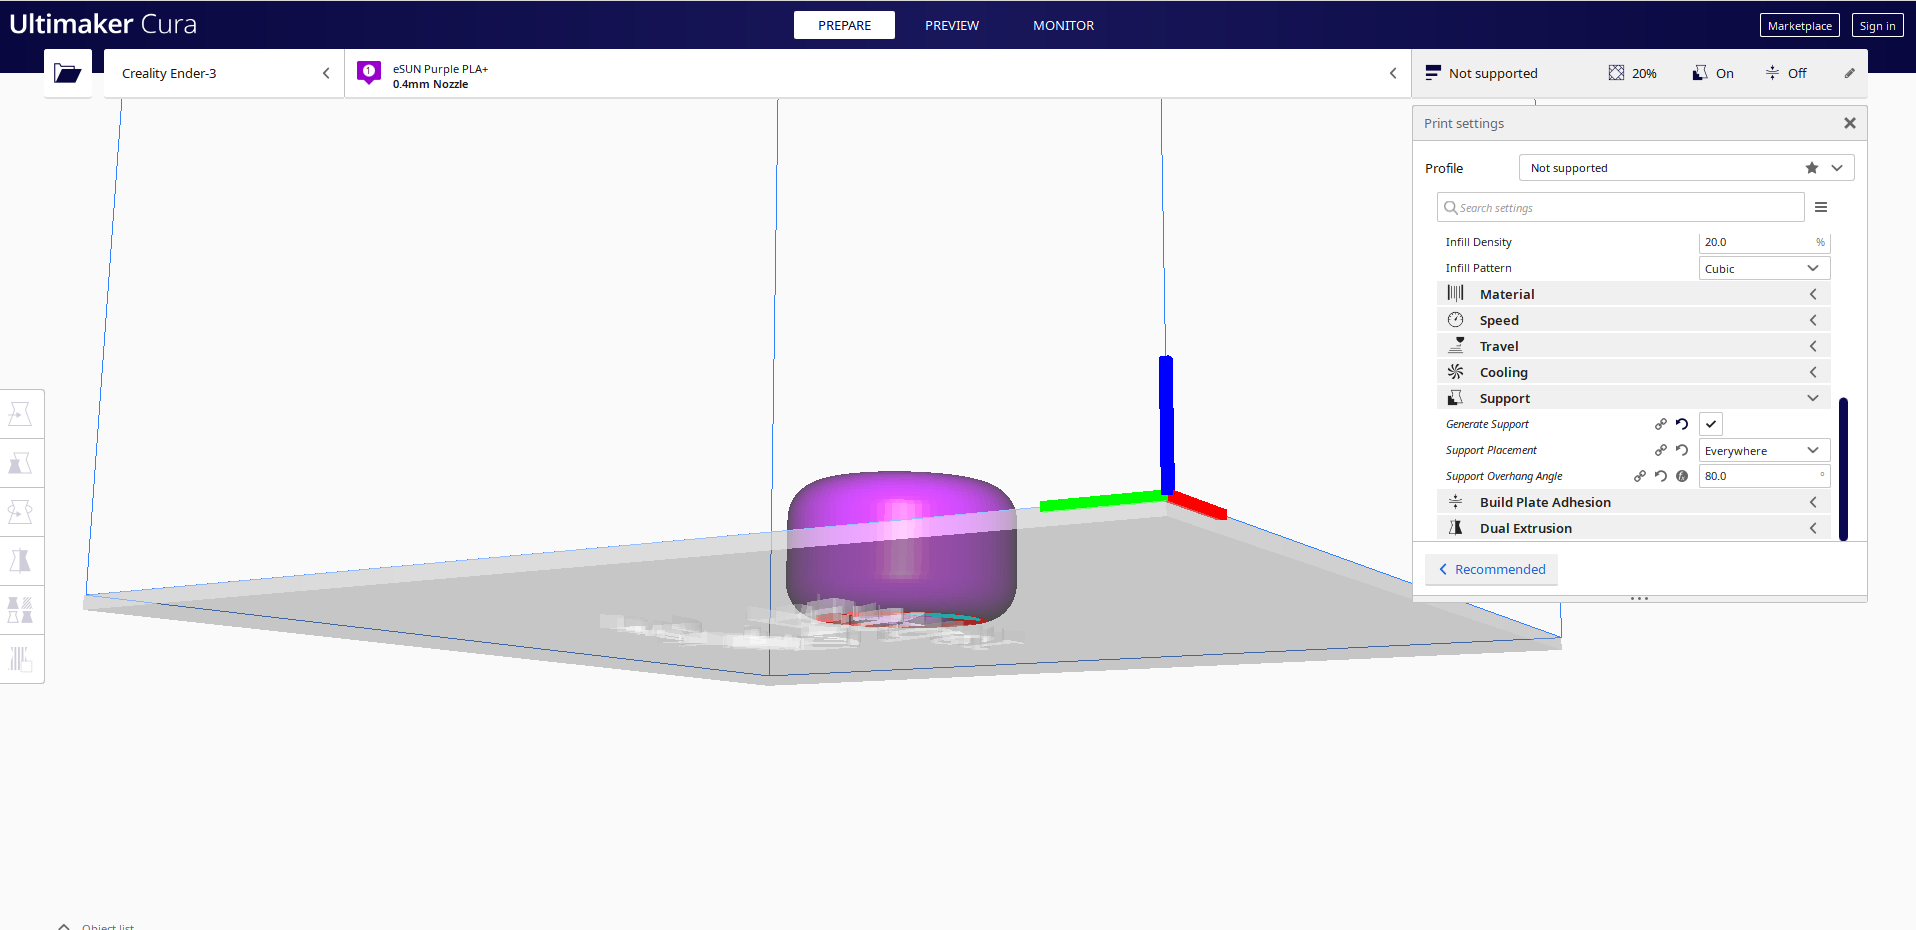 Ultimaker Cura
PREPARE
PREVIEW
MONITOR
Marketplace
Sign in
Creality Ender-3
1
eSUN Purple PLA+
0.4mm Nozzle
Not supported
20%
On
Off
Print settings
Profile
Not supported
Search settings
Infill Density
20.0
%
Infill Pattern
Cubic
Material
Speed
Travel
Cooling
Support
Generate Support
Support Placement
Everywhere
Support Overhang Angle
80.0
°
Build Plate Adhesion
Dual Extrusion
Recommended
Object list